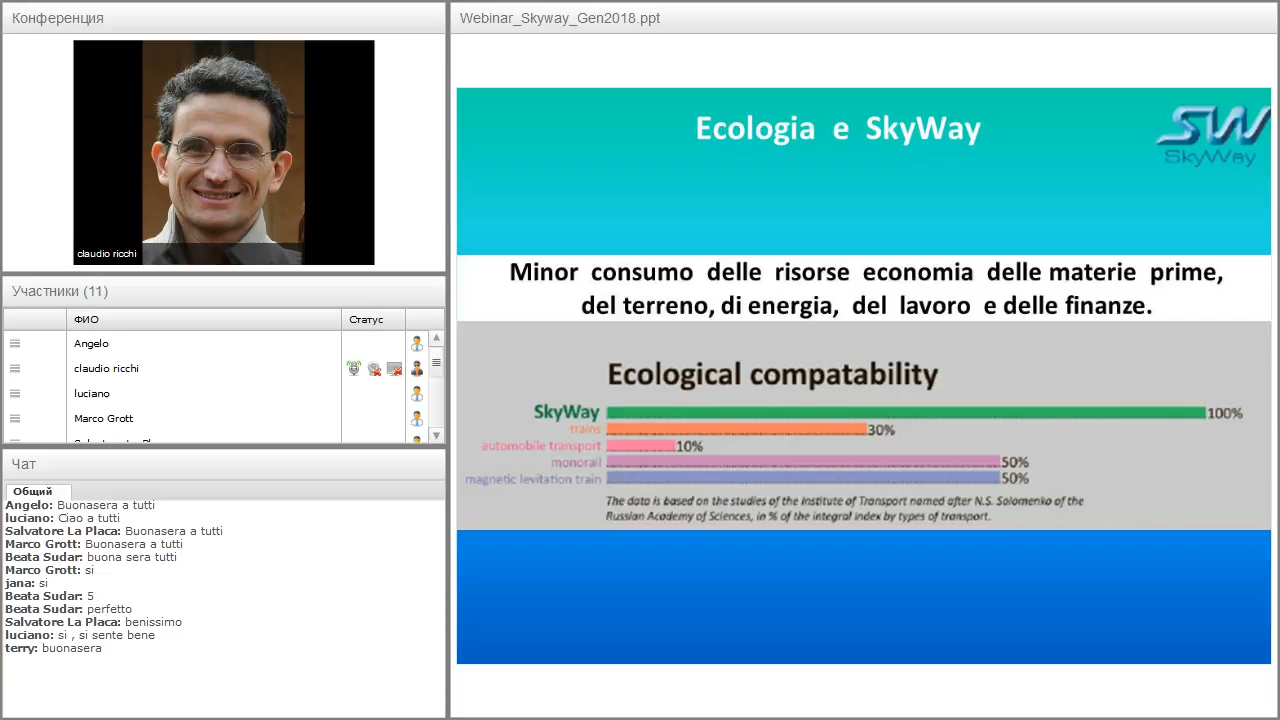 Конференция
claudio ricchi
Участники (11)
ФИО
Статус
Angelo
claudio ricchi
luciano
Marco Grott
Чат
Общий
Angelo: Buonasera a tutti
luciano: Ciao a tutti
Salvatore La Placa: Buonasera a tutti
Marco Grott: Buonasera a tutti
Beata Sudar: buona sera tutti
Marco Grott: si
jana: si
Beata Sudar: 5
Beata Sudar: perfetto
Salvatore La Placa: benissimo
luciano: si , si sente bene
terry: buonasera
Webinar_Skyway_Gen2018.ppt
Ecologia e SkyWay
SW
SkyWay
Minor consumo delle risorse economia delle materie prime,
del terreno, di energia, del lavoro e delle finanze.
Ecological compatability
SkyWay 100%
trains 30%
automobile transport 10%
monorail 50%
magnetic levitation train 50%
The data is based on the studies of the Institute of Transport named after N.S. Solomenko of the
Russian Academy of Sciences, in % of the integral index by types of transport.